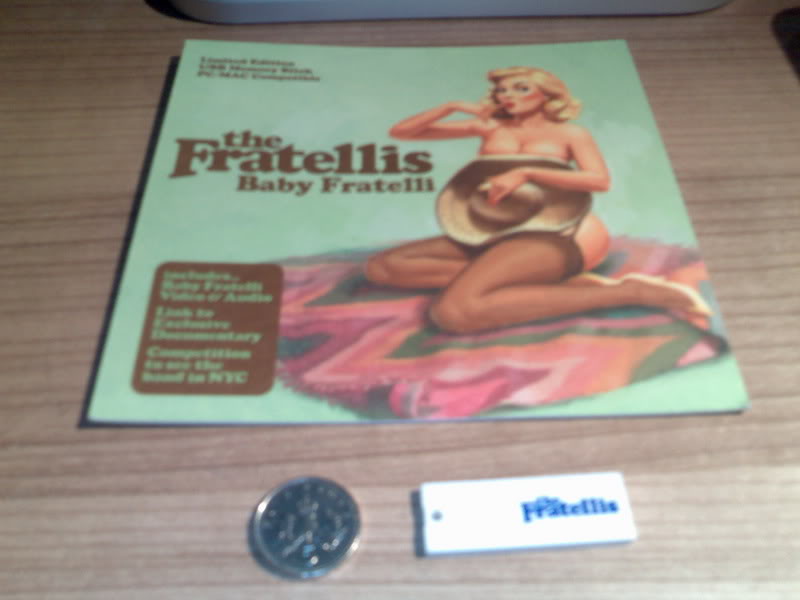 Limited Edition
USB Memory Stick
PC/MAC Compatible
the
Fratellis
Baby Fratelli
includes..
Baby Fratelli
Video & Audio
Link to
Exclusive
Documentary
Competition
to see the
band in NYC
the
Fratellis